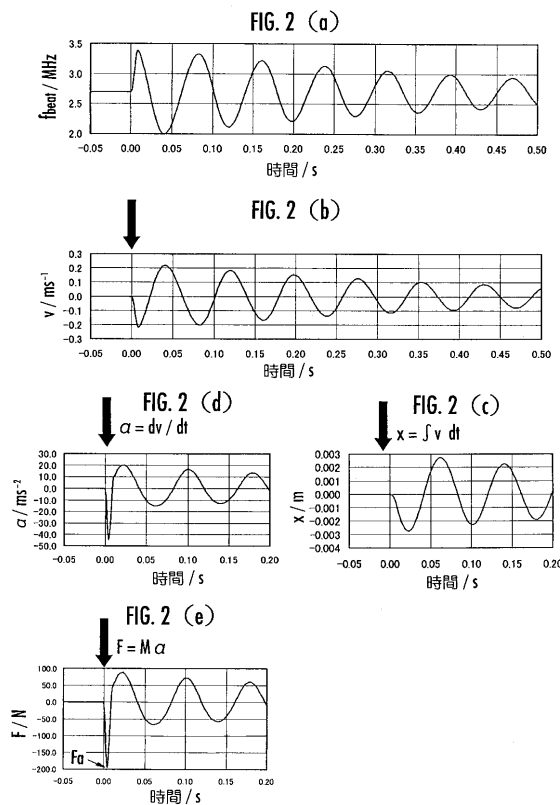 FIG. 2 (a)
3.5
3.0
2.5
2.0
fbeat / MHz
-0.05 0.00 0.05 0.10 0.15 0.20 0.25 0.30 0.35 0.40 0.45 0.50
時間 / s
FIG. 2 (b)
0.3
0.2
0.1
0.0
-0.1
-0.2
-0.3
v / ms-1
-0.05 0.00 0.05 0.10 0.15 0.20 0.25 0.30 0.35 0.40 0.45 0.50
時間 / s
FIG. 2 (d)
α = dv / dt
30.0
20.0
10.0
0.0
-10.0
-20.0
-30.0
-40.0
-50.0
α / ms-2
-0.05 0.00 0.05 0.10 0.15 0.20
時間 / s
FIG. 2 (c)
x = ∫ v dt
0.003
0.002
0.001
0.000
-0.001
-0.002
-0.003
-0.004
x / m
-0.05 0.00 0.05 0.10 0.15 0.20
時間 / s
FIG. 2 (e)
F = M α
100.0
50.0
0.0
-50.0
-100.0
-150.0
-200.0
F / N
Fa
-0.05 0.00 0.05 0.10 0.15 0.20
時間 / s